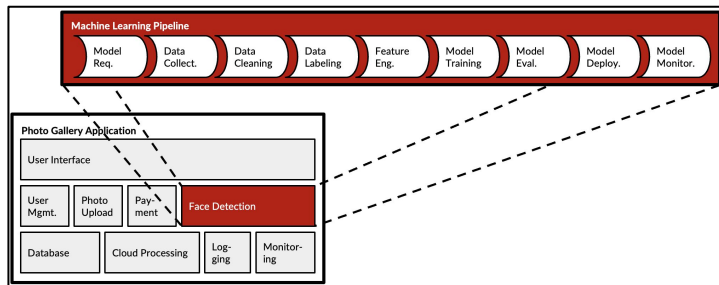 Machine Learning Pipeline
Model
Req.
Data
Collect.
Data
Cleaning
Data
Labeling
Feature
Eng.
Model
Training
Model
Eval.
Model
Deploy.
Model
Monitor.
Photo Gallery Application
User Interface
User
Mgmt.
Photo
Upload
Pay-
ment
Face Detection
Database
Cloud Processing
Log-
ging
Monitor-
ing